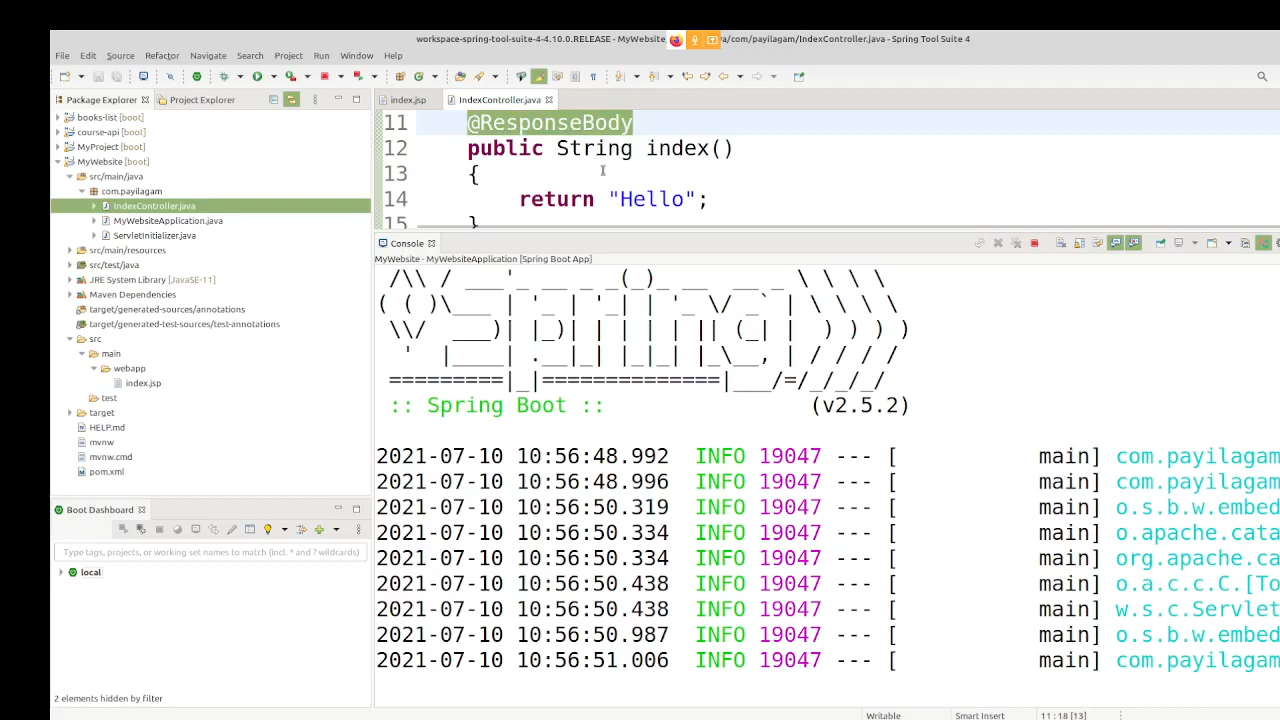 workspace-spring-tool-suite-4-4.10.0.RELEASE - MyWebsite/ va/com/payilagam/IndexController.java - Spring Tool Suite 4
File Edit Source Refactor Navigate Search Project Run Window Help
Package Explorer Project Explorer
books-list [boot]
course-api [boot]
MyProject [boot]
MyWebsite [boot]
src/main/java
com.payilagam
IndexController.java
MyWebsiteApplication.java
ServletInitializer.java
src/main/resources
src/test/java
JRE System Library [JavaSE-11]
Maven Dependencies
target/generated-sources/annotations
target/generated-test-sources/test-annotations
src
main
webapp
index.jsp
test
target
HELP.md
mvnw
mvnw.cmd
pom.xml
Boot Dashboard
Type tags, projects, or working set names to match (incl. * and ? wildcards)
local
2 elements hidden by filter
index.jsp IndexController.java
11 @ResponseBody
12 public String index()
13 {
14 return "Hello";
15 }
Console
MyWebsite - MyWebsiteApplication [Spring Boot App]
:: Spring Boot :: (v2.5.2)
2021-07-10 10:56:48.992 INFO 19047 --- [ main] com.payilagam
2021-07-10 10:56:48.996 INFO 19047 --- [ main] com.payilagam
2021-07-10 10:56:50.319 INFO 19047 --- [ main] o.s.b.w.embed
2021-07-10 10:56:50.334 INFO 19047 --- [ main] o.apache.cata
2021-07-10 10:56:50.334 INFO 19047 --- [ main] org.apache.ca
2021-07-10 10:56:50.438 INFO 19047 --- [ main] o.a.c.c.C.[To
2021-07-10 10:56:50.438 INFO 19047 --- [ main] w.s.c.Servlet
2021-07-10 10:56:50.987 INFO 19047 --- [ main] o.s.b.w.embed
2021-07-10 10:56:51.006 INFO 19047 --- [ main] com.payilagam
Writable Smart Insert 11 : 18 [13]